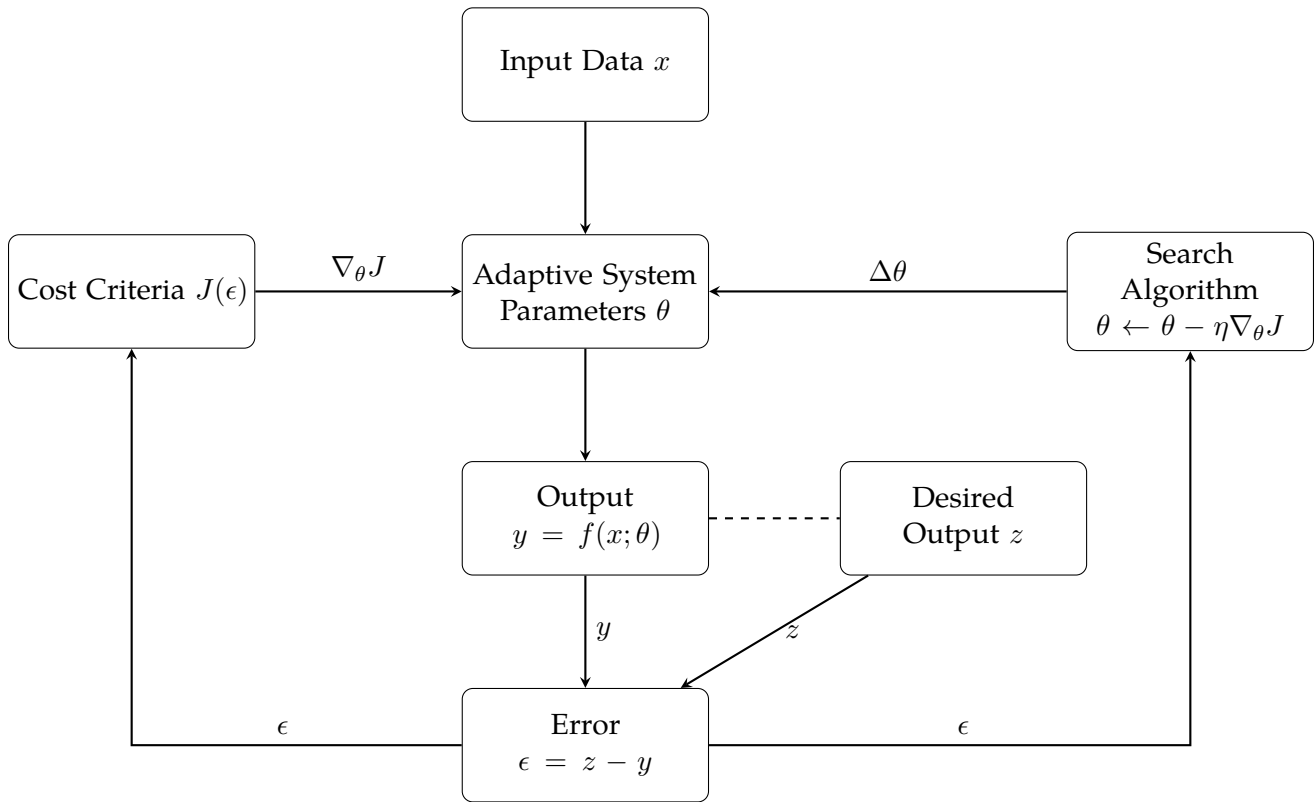 Input Data x
Cost Criteria J(ϵ)
∇θJ
Adaptive System
Parameters θ
Δθ
Search
Algorithm
θ ← θ − η∇θJ
Output
y = f(x; θ)
Desired
Output z
y
z
ϵ
Error
ϵ = z − y
ϵ